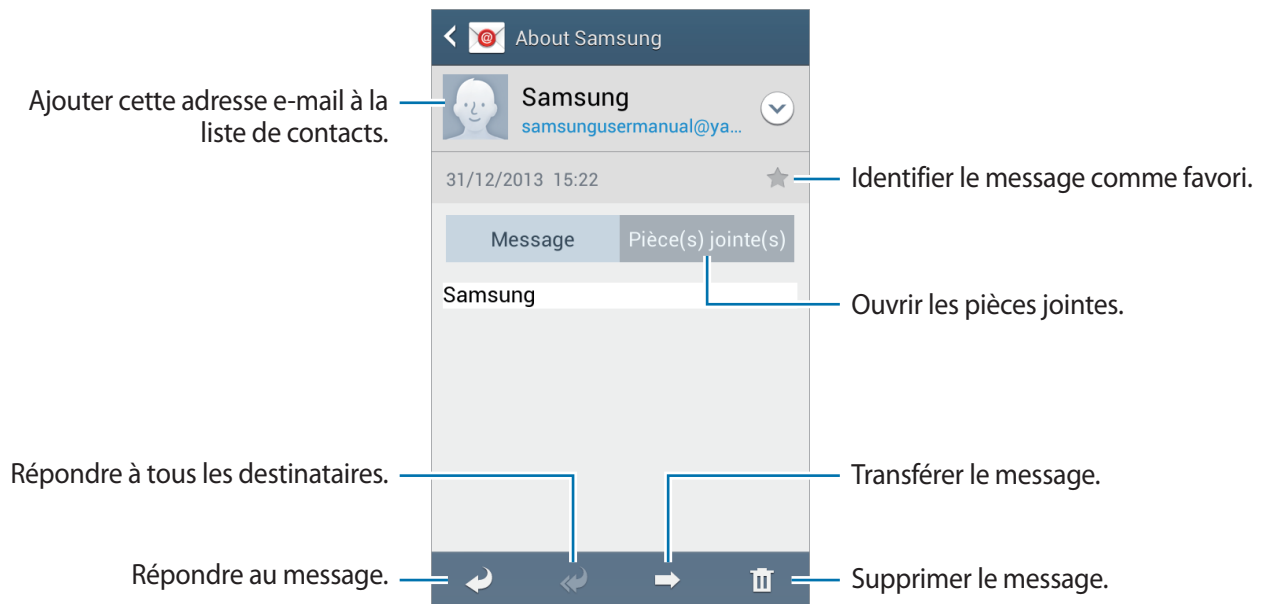 About Samsung
Ajouter cette adresse e-mail à la
liste de contacts.
Samsung
samsungusermanual@ya...
31/12/2013 15:22
Identifier le message comme favori.
Message
Pièce(s) jointe(s)
Samsung
Ouvrir les pièces jointes.
Répondre à tous les destinataires.
Transférer le message.
Répondre au message.
Supprimer le message.